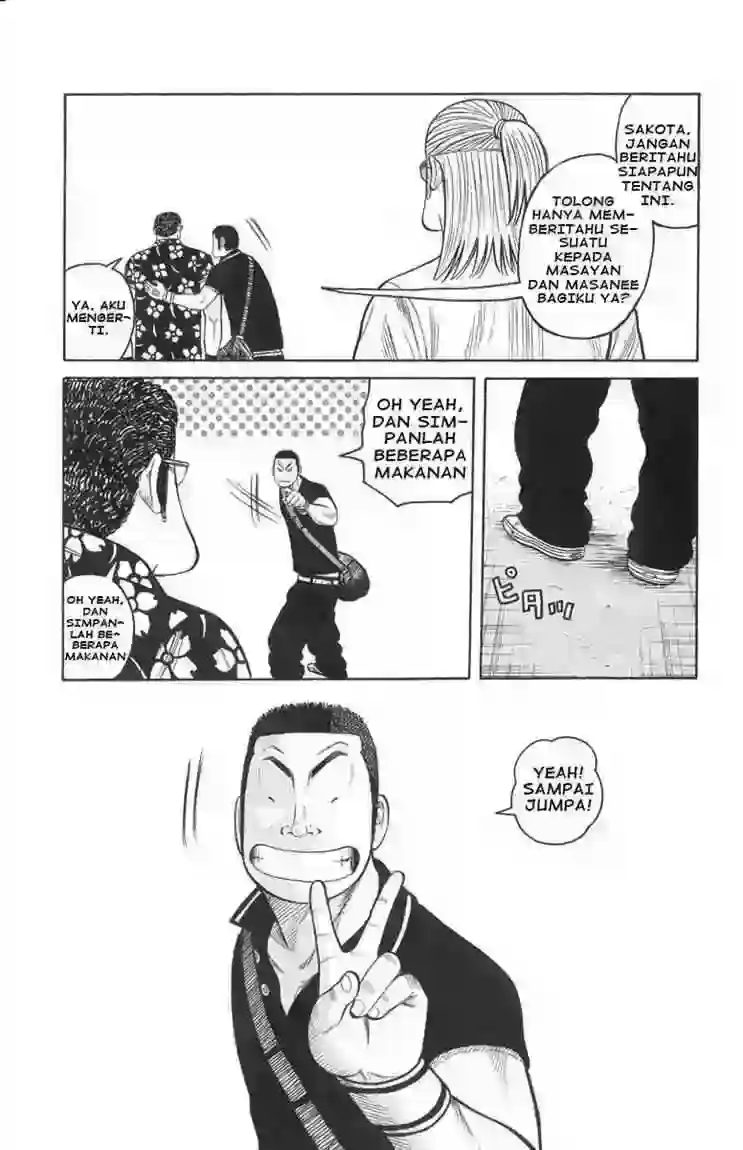 SAKOTA,
JANGAN
BERITAHU
SIAPAPUN
TENTANG
INI.
TOLONG
HANYA MEM-
BERITAHU SE-
SUATU
KEPADA
MASAYAN
DAN MASANEE
BAGIKU YA?
YA, AKU
MENGER-
TI.
ピタ
OH YEAH,
DAN SIM-
PANLAH
BEBERAPA
MAKANAN
OH YEAH,
DAN
SIMPAN-
LAH BE-
BERAPA
MAKANAN
YEAH!
SAMPAI
JUMPA!